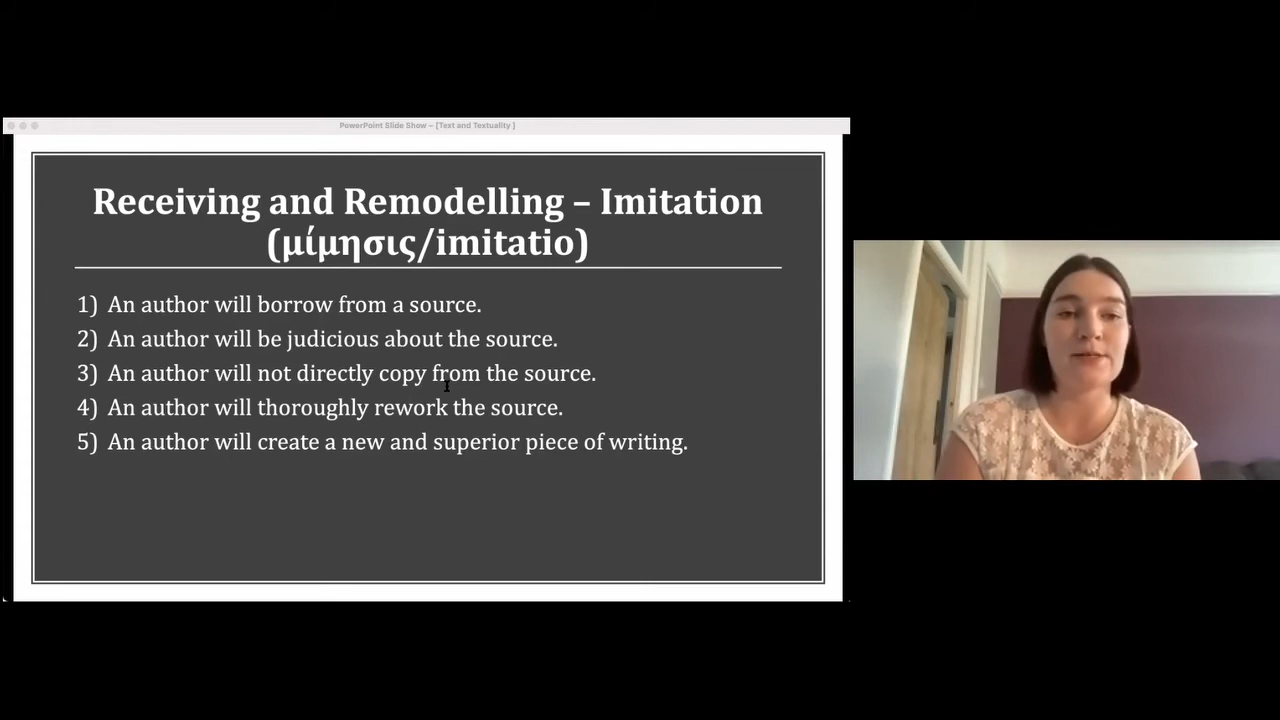 PowerPoint Slide Show – [Text and Textuality ]
Receiving and Remodelling – Imitation
(μίμησις/imitatio)
1) An author will borrow from a source.
2) An author will be judicious about the source.
3) An author will not directly copy from the source.
4) An author will thoroughly rework the source.
5) An author will create a new and superior piece of writing.